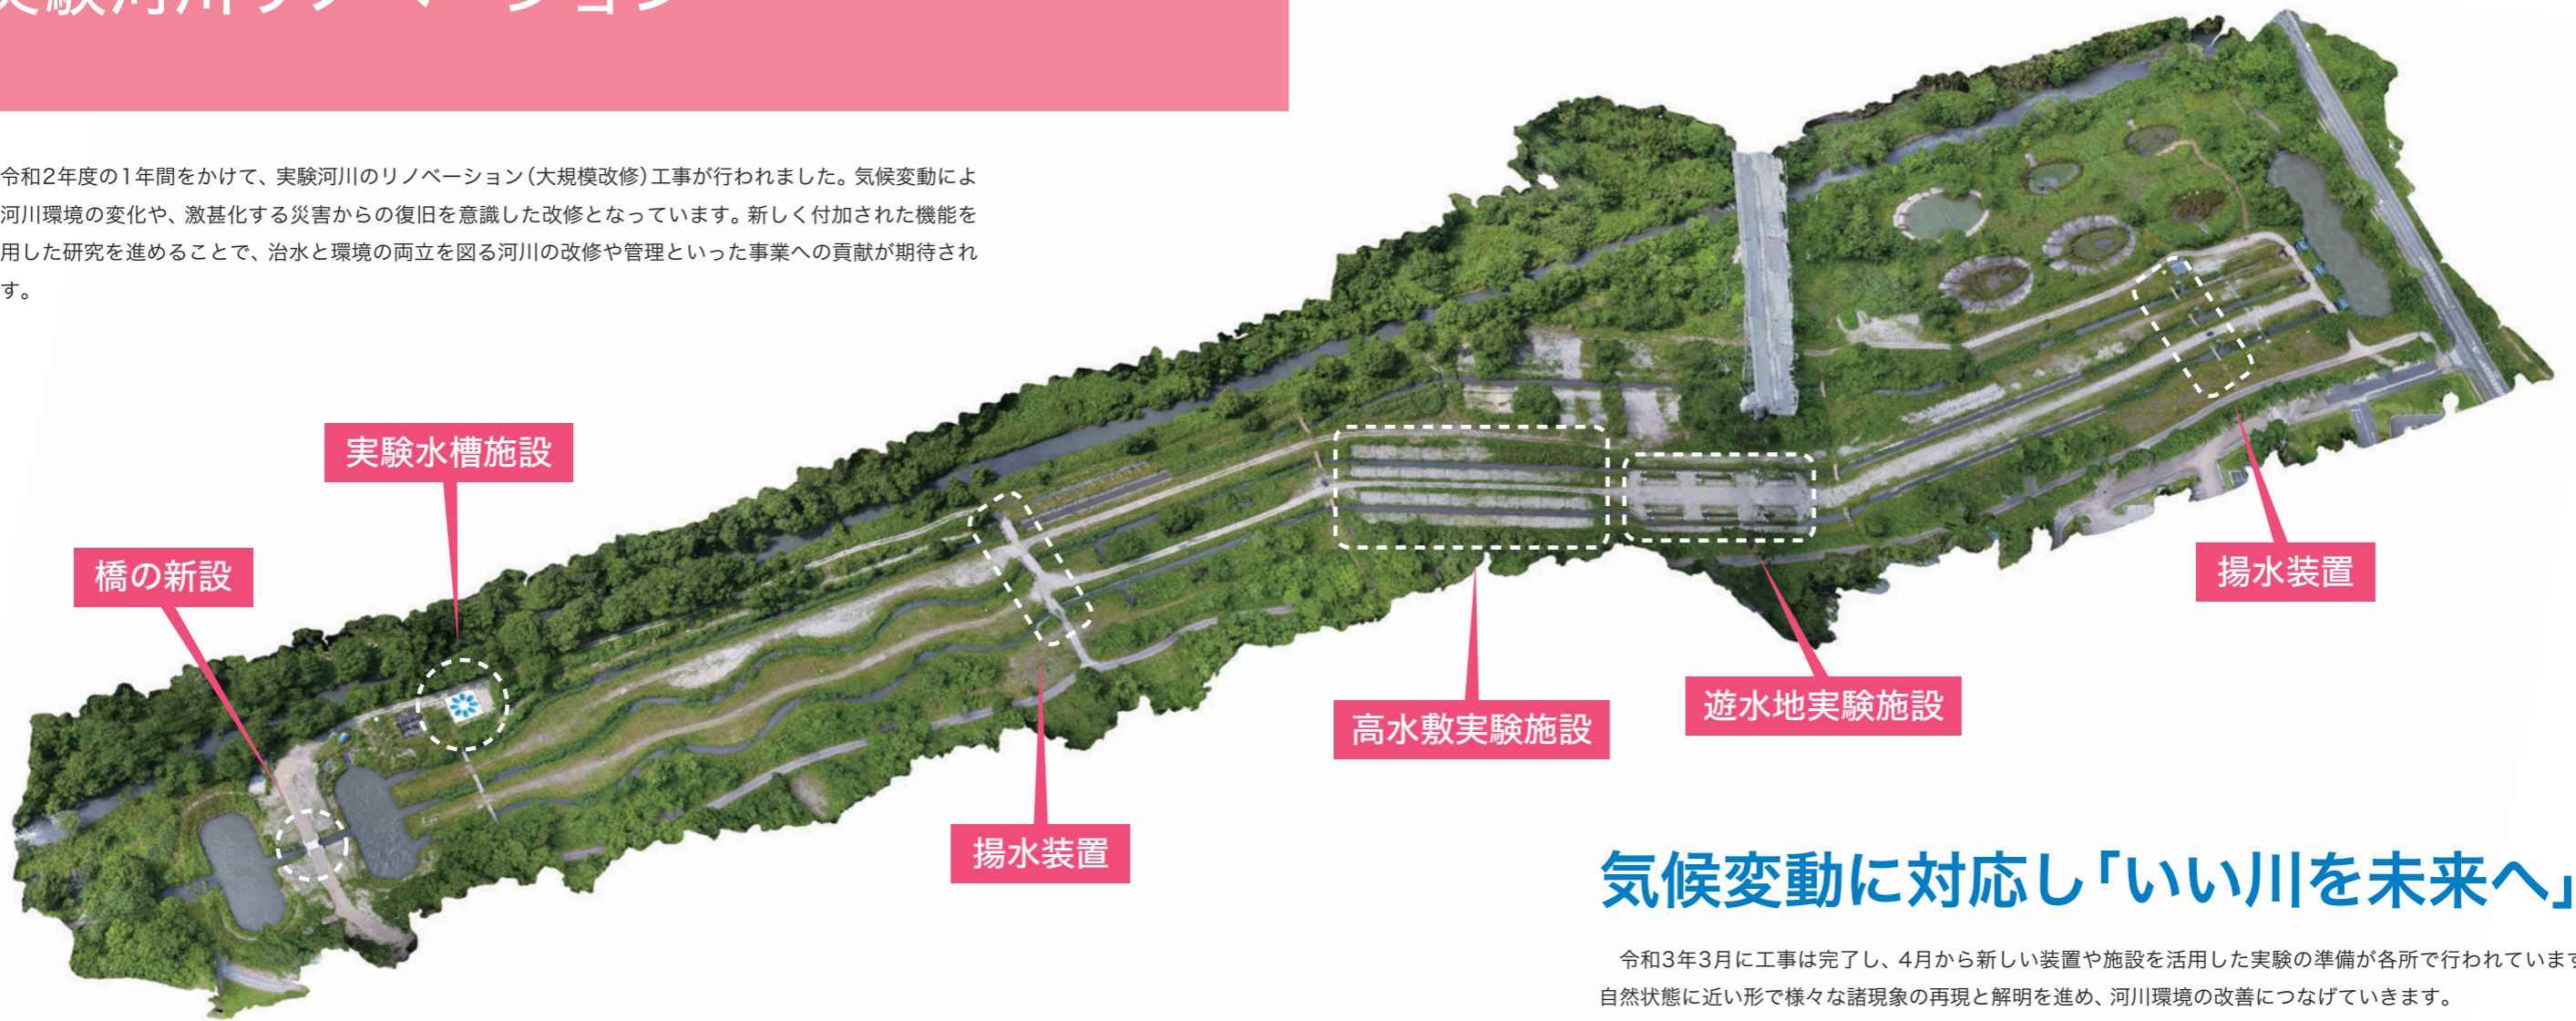 実験河川リノベーション
令和2年度の1年間をかけて、実験河川のリノベーション（大規模改修）工事が行われました。気候変動によ
河川環境の変化や、激甚化する災害からの復旧を意識した改修となっています。新しく付加された機能を
用した研究を進めることで、治水と環境の両立を図る河川の改修や管理といった事業への貢献が期待され
す。
実験水槽施設
橋の新設
揚水装置
高水敷実験施設
遊水地実験施設
揚水装置
気候変動に対応し「いい川を未来へ」
令和3年3月に工事は完了し、4月から新しい装置や施設を活用した実験の準備が各所で行われています
自然状態に近い形で様々な諸現象の再現と解明を進め、河川環境の改善につなげていきます。